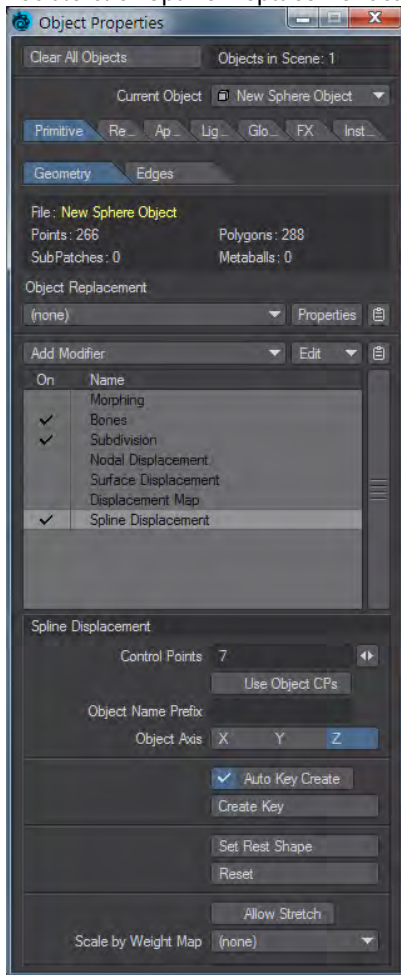 Object Properties
Clear All Objects Objects in Scene: 1
Current Object New Sphere Object
Primitive Re... Ap... Lig... Glo... FX Inst...
Geometry Edges
File: New Sphere Object
Points: 266 Polygons: 288
SubPatches: 0 Metaballs: 0
Object Replacement
(none) Properties
Add Modifier Edit
On Name
Morphing
Bones
Subdivision
Nodal Displacement
Surface Displacement
Displacement Map
Spline Displacement
Spline Displacement
Control Points 7
Use Object CPs
Object Name Prefix
Object Axis X Y Z
Auto Key Create
Create Key
Set Rest Shape
Reset
Allow Stretch
Scale by Weight Map (none)